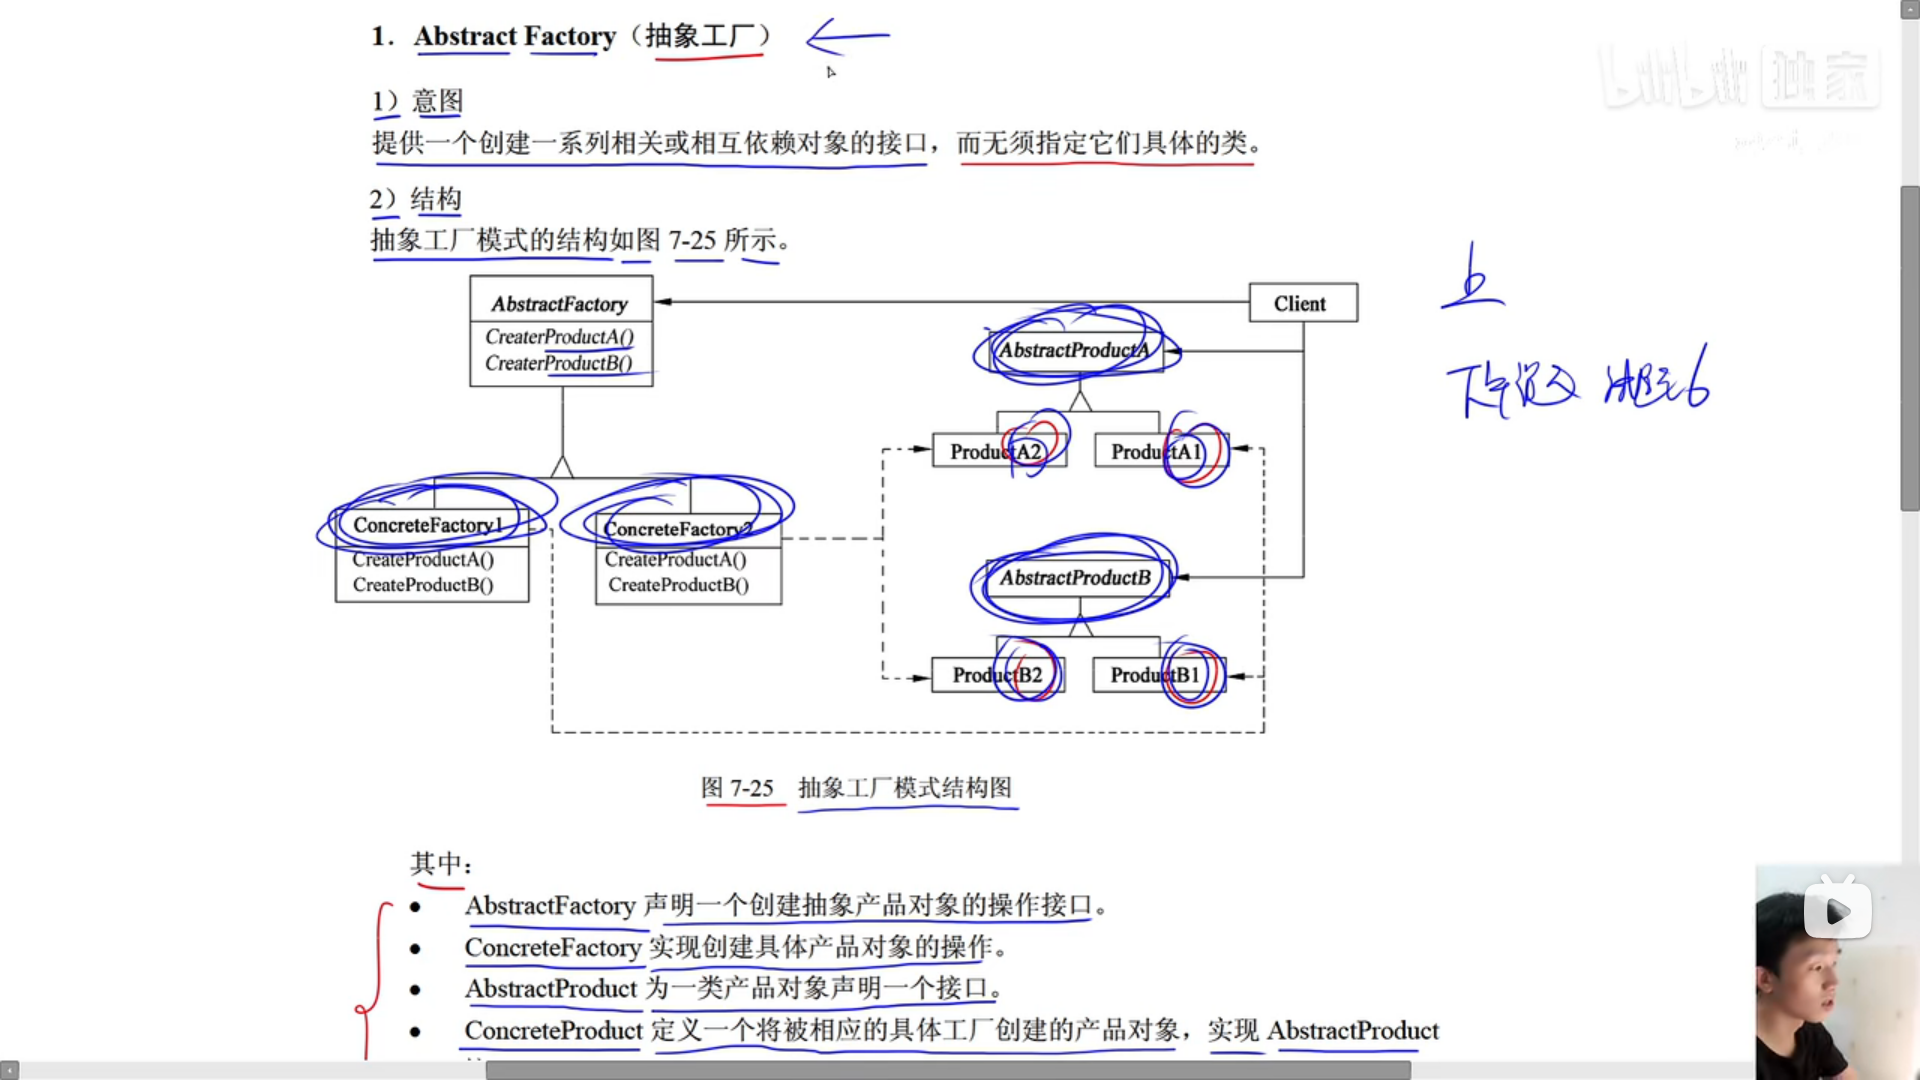 1. Abstract Factory（抽象工厂）
bilibili 独家
1）意图
提供一个创建一系列相关或相互依赖对象的接口，而无须指定它们具体的类。
2）结构
抽象工厂模式的结构如图 7-25 所示。
AbstractFactory
CreaterProductA()
CreaterProductB()
Client
AbstractProductA
ProductA2
ProductA1
ConcreteFactory1
CreateProductA()
CreateProductB()
ConcreteFactory2
CreateProductA()
CreateProductB()
AbstractProductB
ProductB2
ProductB1
图 7-25 抽象工厂模式结构图
其中：
• AbstractFactory 声明一个创建抽象产品对象的操作接口。
• ConcreteFactory 实现创建具体产品对象的操作。
• AbstractProduct 为一类产品对象声明一个接口。
• ConcreteProduct 定义一个将被相应的具体工厂创建的产品对象，实现 AbstractProduct